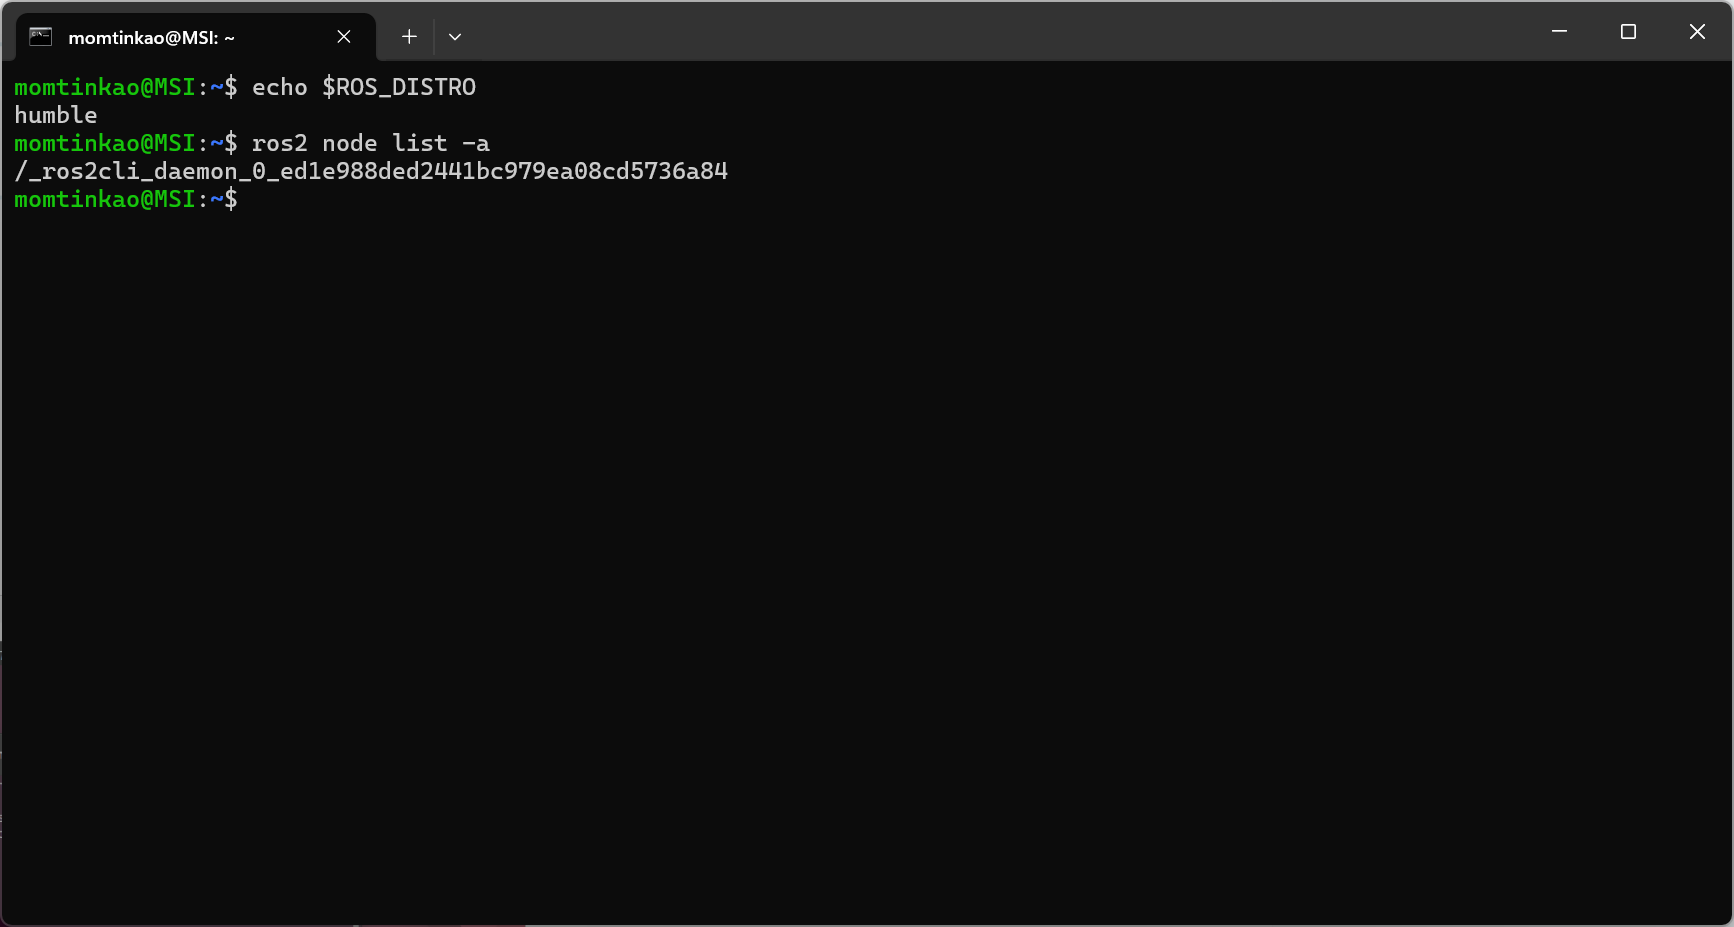 momtinkao@MSI: ~
momtinkao@MSI:~$ echo $ROS_DISTRO
humble
momtinkao@MSI:~$ ros2 node list -a
/_ros2cli_daemon_0_ed1e988ded2441bc979ea08cd5736a84
momtinkao@MSI:~$